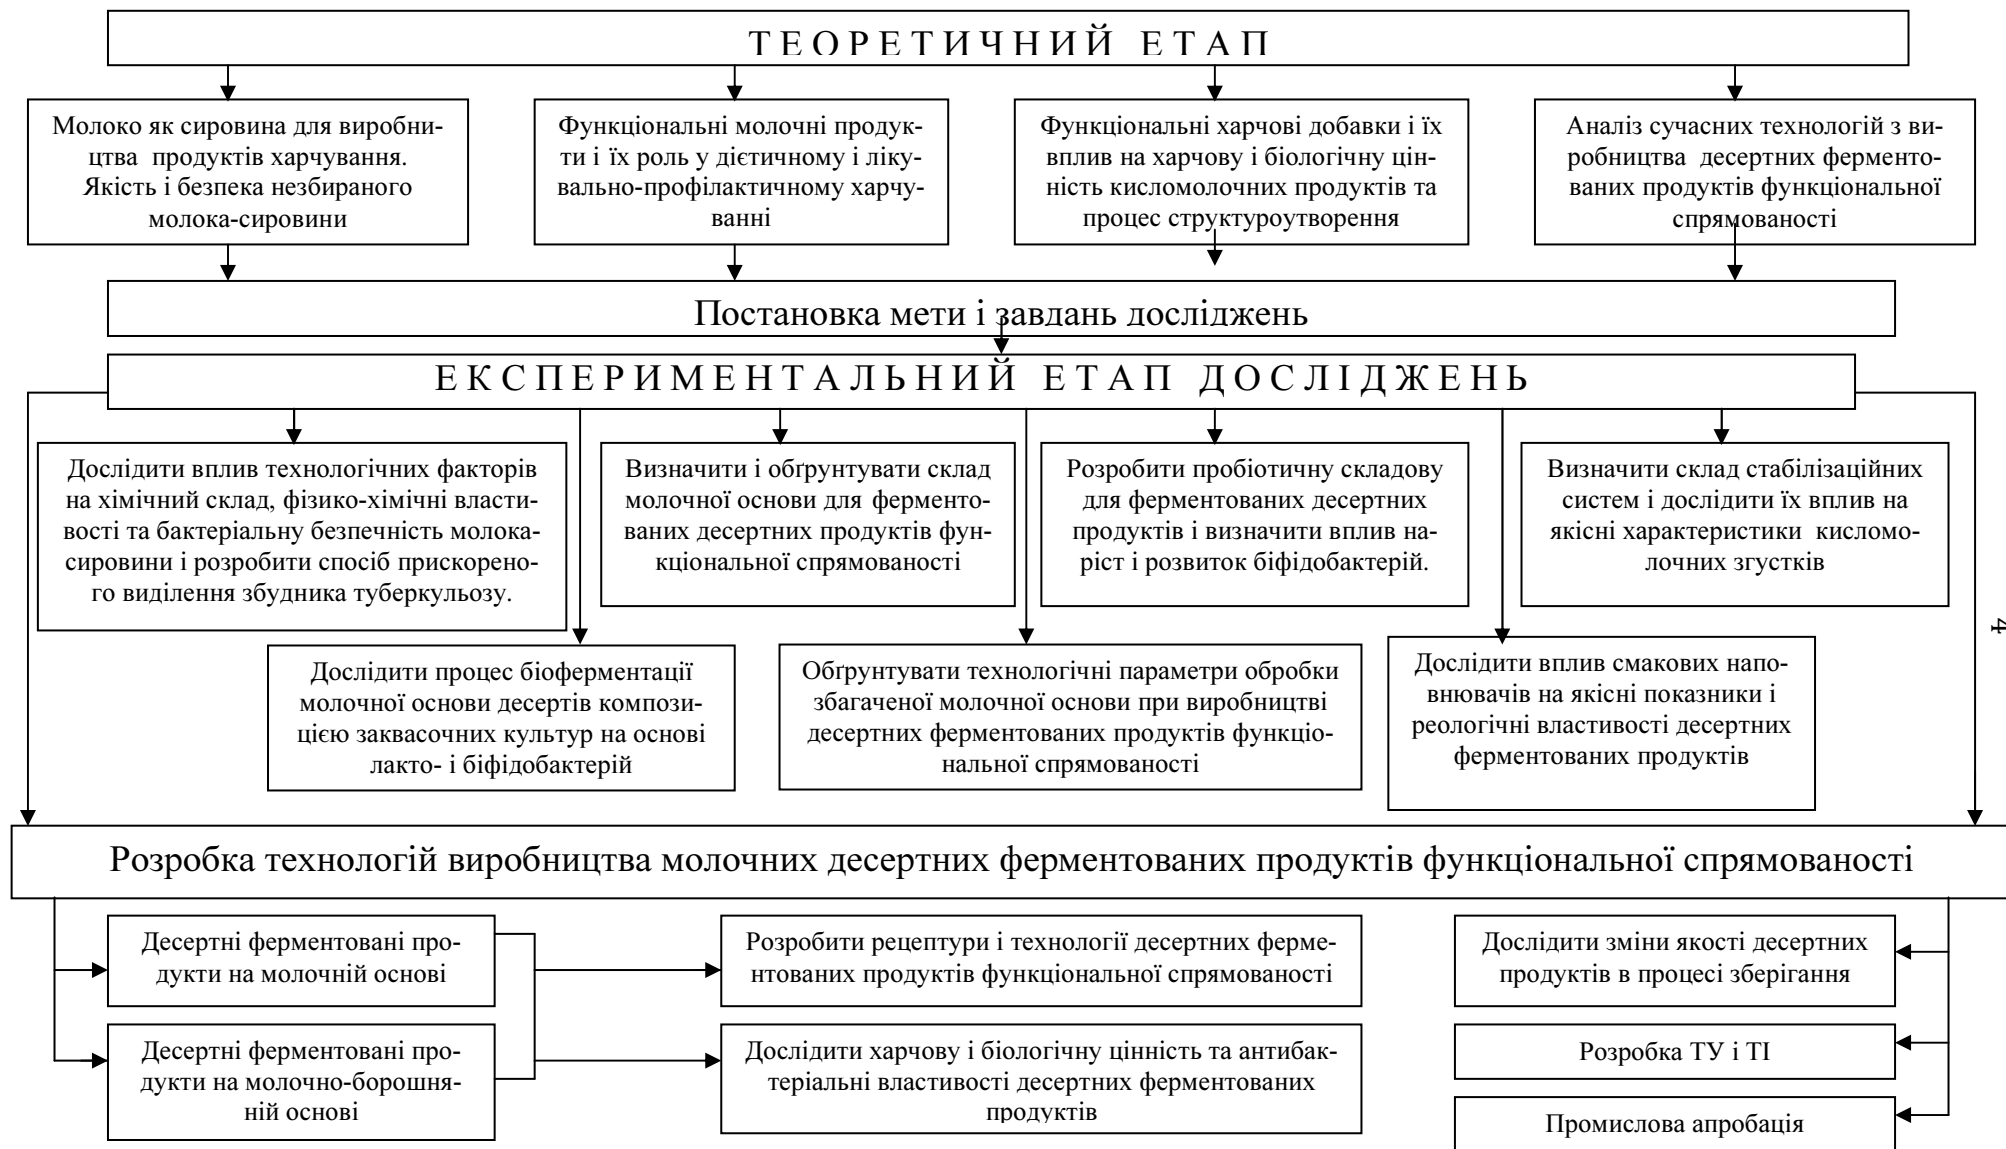 ТЕОРЕТИЧНИЙ ЕТАП
Молоко як сировина для виробни-
цтва продуктів харчування.
Якість і безпека незбираного
молока-сировини
Функціональні молочні продук-
ти і їх роль у дієтичному і ліку-
вально-профілактичному харчу-
ванні
Функціональні харчові добавки і їх
вплив на харчову і біологічну цін-
ність кисломолочних продуктів та
процес структуроутворення
Аналіз сучасних технологій з ви-
робництва десертних ферменто-
ваних продуктів функціональної
спрямованості
Постановка мети і завдань досліджень
ЕКСПЕРИМЕНТАЛЬНИЙ ЕТАП ДОСЛІДЖЕНЬ
Дослідити вплив технологічних факторів
на хімічний склад, фізико-хімічні власти-
вості та бактеріальну безпечність молока-
сировини і розробити спосіб прискорено-
го виділення збудника туберкульозу.
Визначити і обґрунтувати склад
молочної основи для ферменто-
ваних десертних продуктів фун-
кціональної спрямованості
Розробити пробіотичну складову
для ферментованих десертних
продуктів і визначити вплив на-
ріст і розвиток біфідобактерій.
Визначити склад стабілізаційних
систем і дослідити їх вплив на
якісні характеристики кисломо-
лочних згустків
4
Дослідити процес біоферментації
молочної основи десертів компози-
цією заквасочних культур на основі
лакто- і біфідобактерій
Обґрунтувати технологічні параметри обробки
збагаченої молочної основи при виробництві
десертних ферментованих продуктів функціо-
нальної спрямованості
Дослідити вплив смакових напо-
внювачів на якісні показники і
реологічні властивості десертних
ферментованих продуктів
Розробка технологій виробництва молочних десертних ферментованих продуктів функціональної спрямованості
Десертні ферментовані про-
дукти на молочній основі
Розробити рецептури і технології десертних ферме-
нтованих продуктів функціональної спрямованості
Дослідити зміни якості десертних
продуктів в процесі зберігання
Десертні ферментовані про-
дукти на молочно-борошня-
ній основі
Дослідити харчову і біологічну цінність та антибак-
теріальні властивості десертних ферментованих
продуктів
Розробка ТУ і ТІ
Промислова апробація